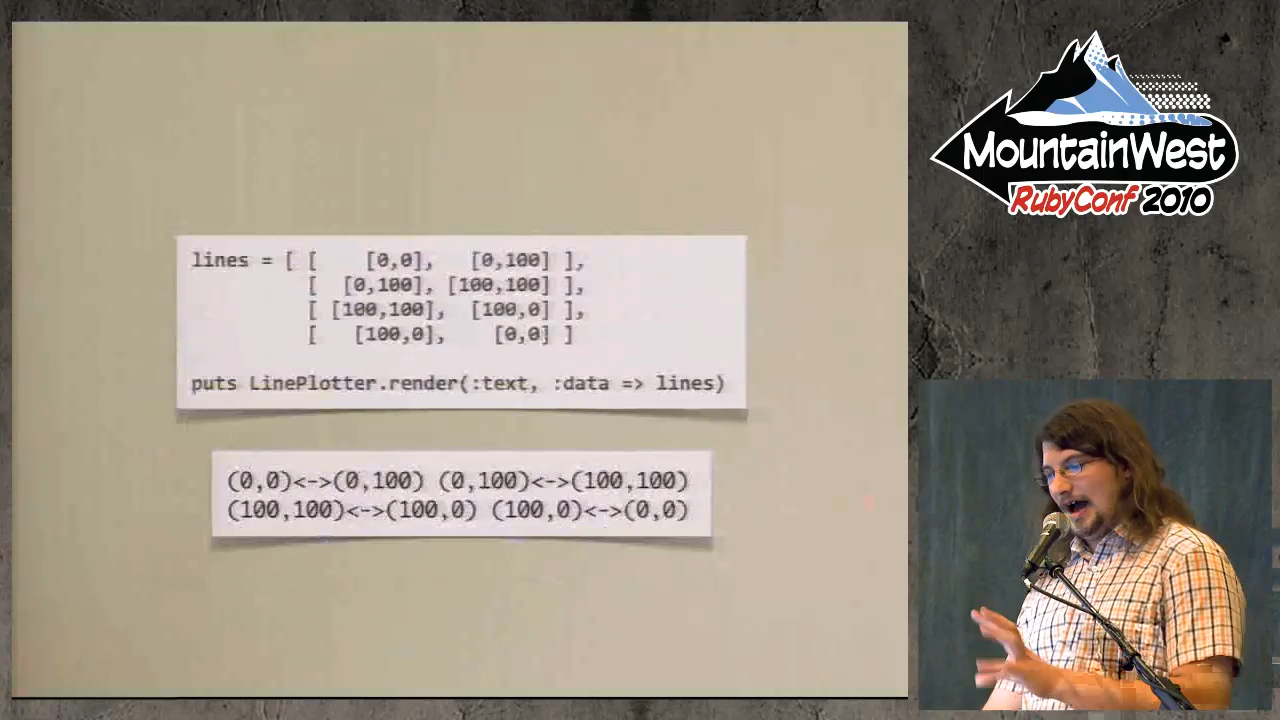 lines = [ [    [0,0],   [0,100] ],
          [  [0,100], [100,100] ],
          [ [100,100],  [100,0] ],
          [   [100,0],    [0,0] ]
puts LinePlotter.render(:text, :data => lines)
(0,0)<->(0,100) (0,100)<->(100,100)
(100,100)<->(100,0) (100,0)<->(0,0)
MountainWest
RubyConf 2010